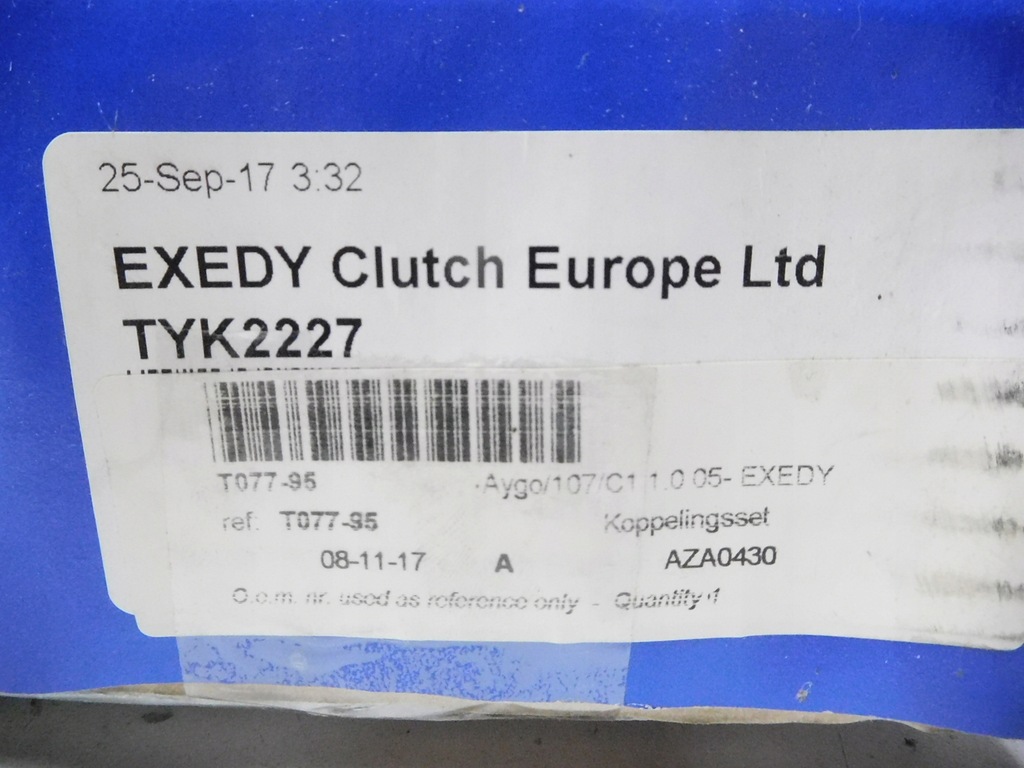 25-Sep-17 3:32
EXEDY Clutch Europe Ltd
TYK2227
T077-95 Aygo/107/C1 1.0 05- EXEDY
ref: T077-95 Koppelingsset
08-11-17 A AZA0430
O.e.m. nr. used as reference only - Quantity 1